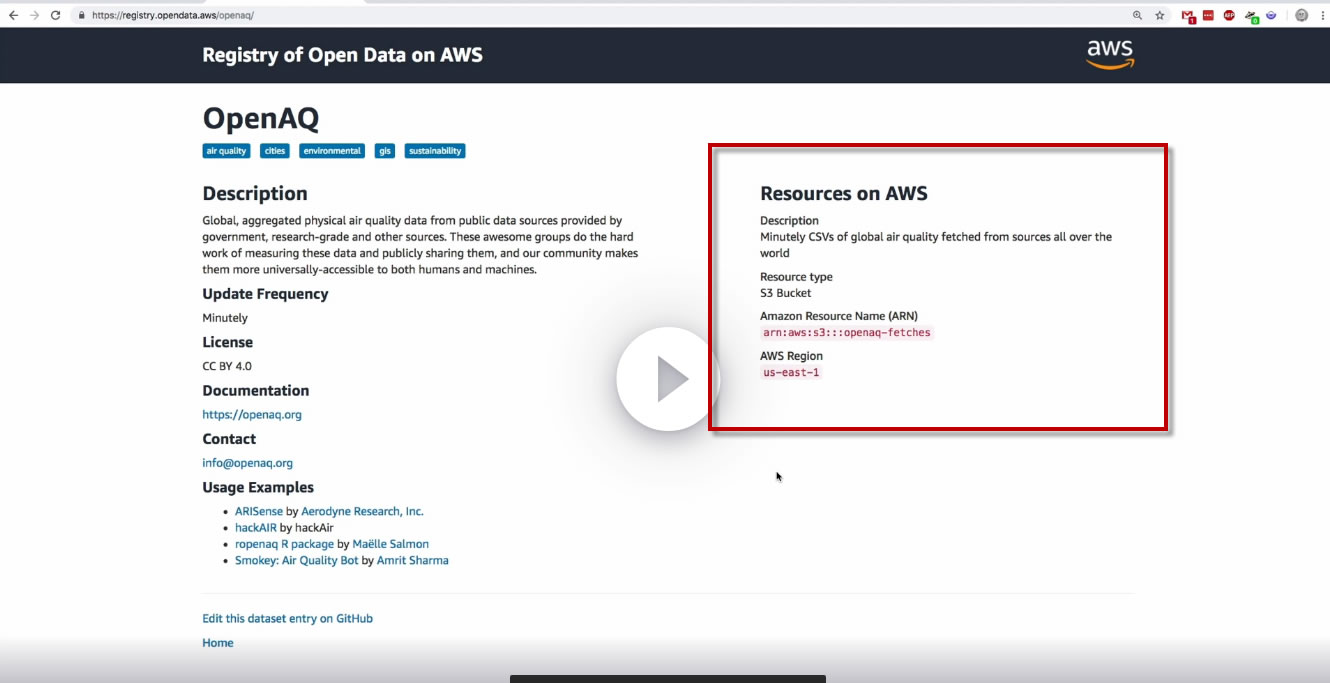 https://registry.opendata.aws/openaq/
Registry of Open Data on AWS
aws
OpenAQ
air quality cities environmental gis sustainability
Description
Global, aggregated physical air quality data from public data sources provided by
government, research-grade and other sources. These awesome groups do the hard
work of measuring these data and publicly sharing them, and our community makes
them more universally-accessible to both humans and machines.
Update Frequency
Minutely
License
CC BY 4.0
Documentation
https://openaq.org
Contact
info@openaq.org
Usage Examples
• ARISense by Aerodyne Research, Inc.
• hackAIR by hackAir
• ropenaq R package by Maëlle Salmon
• Smokey: Air Quality Bot by Amrit Sharma
Edit this dataset entry on GitHub
Home
Resources on AWS
Description
Minutely CSVs of global air quality fetched from sources all over the
world
Resource type
S3 Bucket
Amazon Resource Name (ARN)
arn:aws:s3:::openaq-fetches
AWS Region
us-east-1